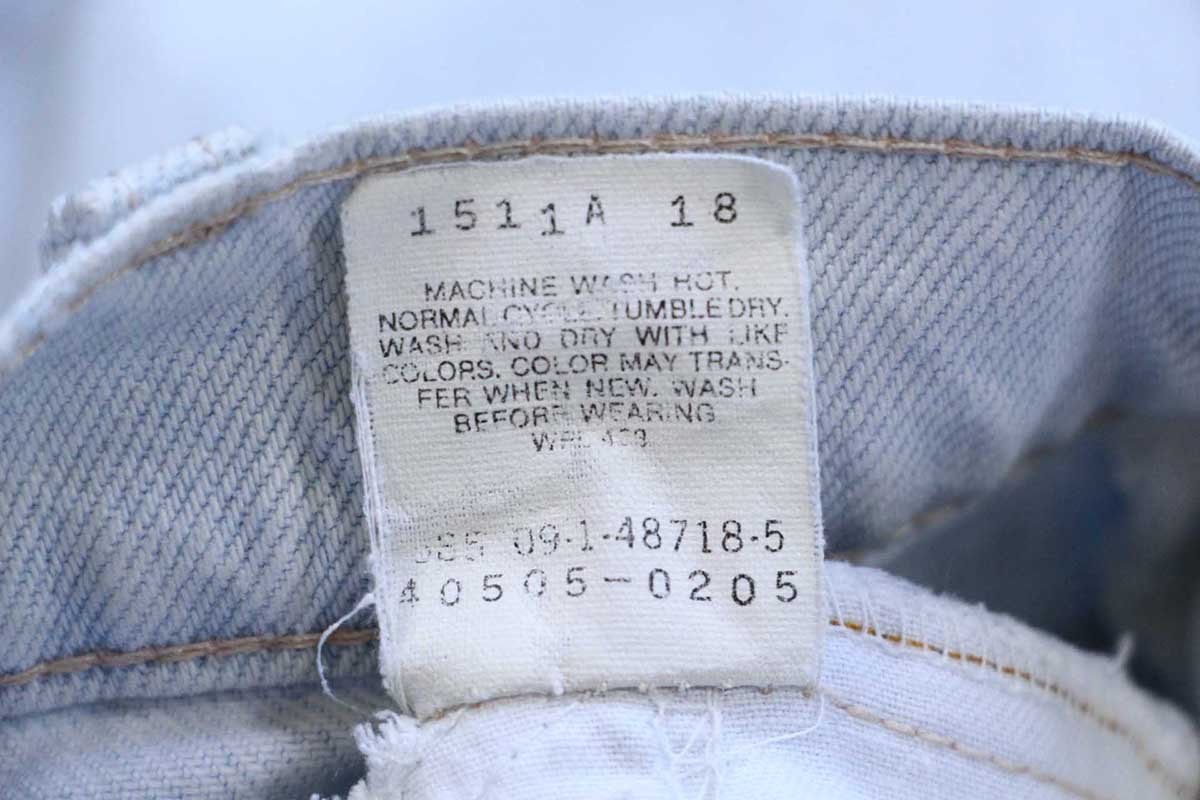 1511A 18
MACHINE WASH HOT.
NORMAL CYCLE. TUMBLE DRY.
WASH AND DRY WITH LIKE
COLORS. COLOR MAY TRANS-
FER WHEN NEW. WASH
BEFORE WEARING
09-1-48718-5
40505-0205